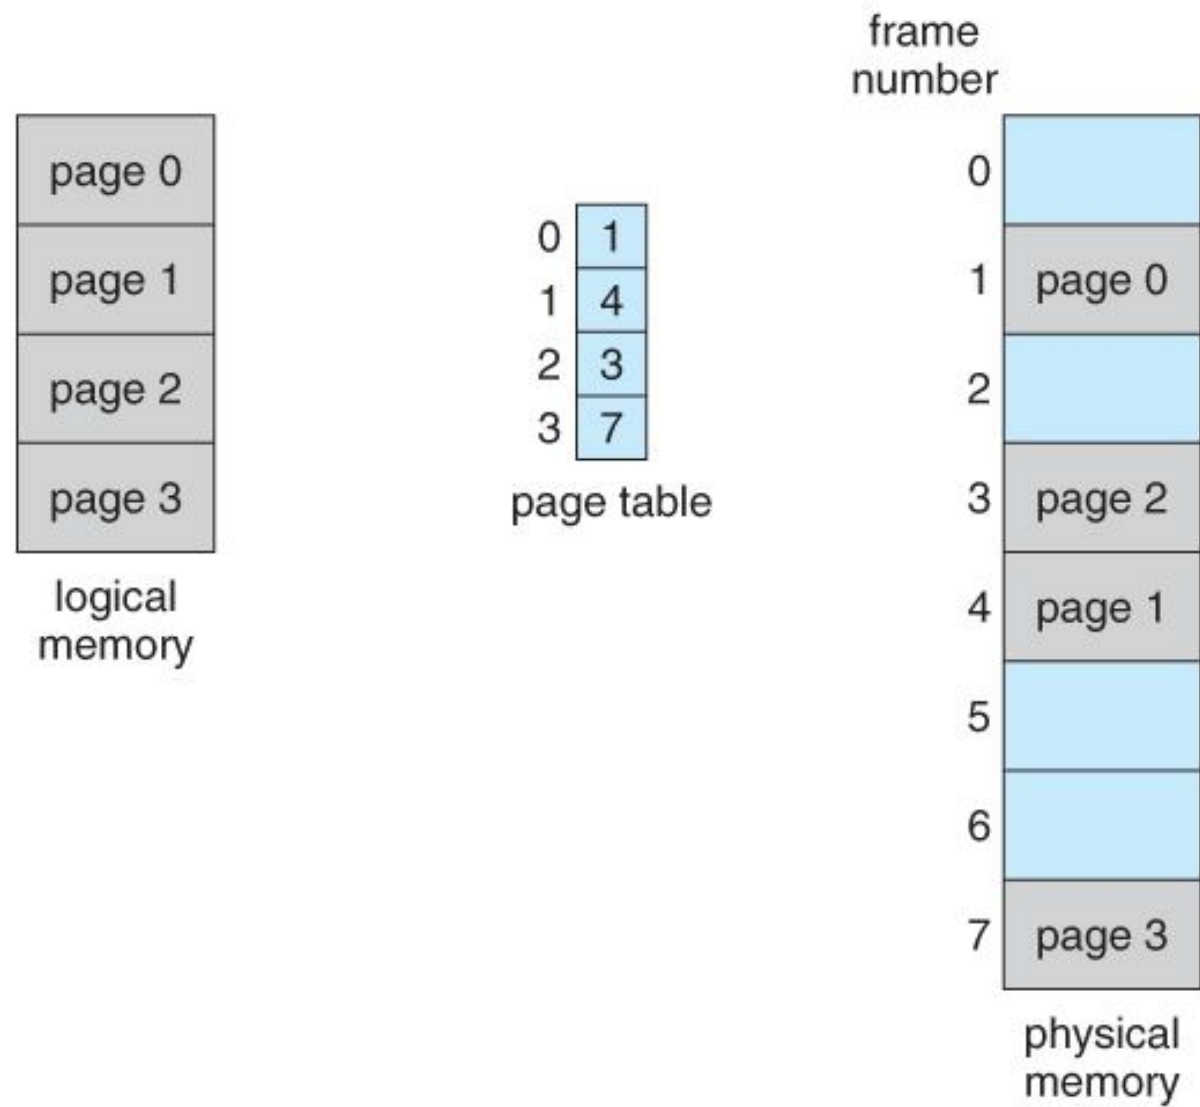 page 0
page 1
page 2
page 3
logical
memory
0 1
1 4
2 3
3 7
page table
frame
number
0
1 page 0
2
3 page 2
4 page 1
5
6
7 page 3
physical
memory